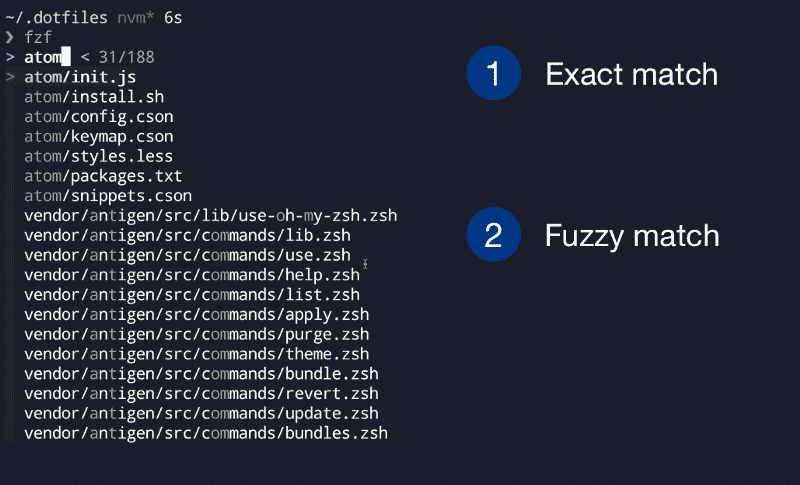 ~/.dotfiles nvm* 6s
❯ fzf
> atom < 31/188
> atom/init.js
atom/install.sh
atom/config.cson
atom/keymap.cson
atom/styles.less
atom/packages.txt
atom/snippets.cson
vendor/antigen/src/lib/use-oh-my-zsh.zsh
vendor/antigen/src/commands/lib.zsh
vendor/antigen/src/commands/use.zsh
vendor/antigen/src/commands/help.zsh
vendor/antigen/src/commands/list.zsh
vendor/antigen/src/commands/apply.zsh
vendor/antigen/src/commands/purge.zsh
vendor/antigen/src/commands/theme.zsh
vendor/antigen/src/commands/bundle.zsh
vendor/antigen/src/commands/revert.zsh
vendor/antigen/src/commands/update.zsh
vendor/antigen/src/commands/bundles.zsh
1 Exact match
2 Fuzzy match